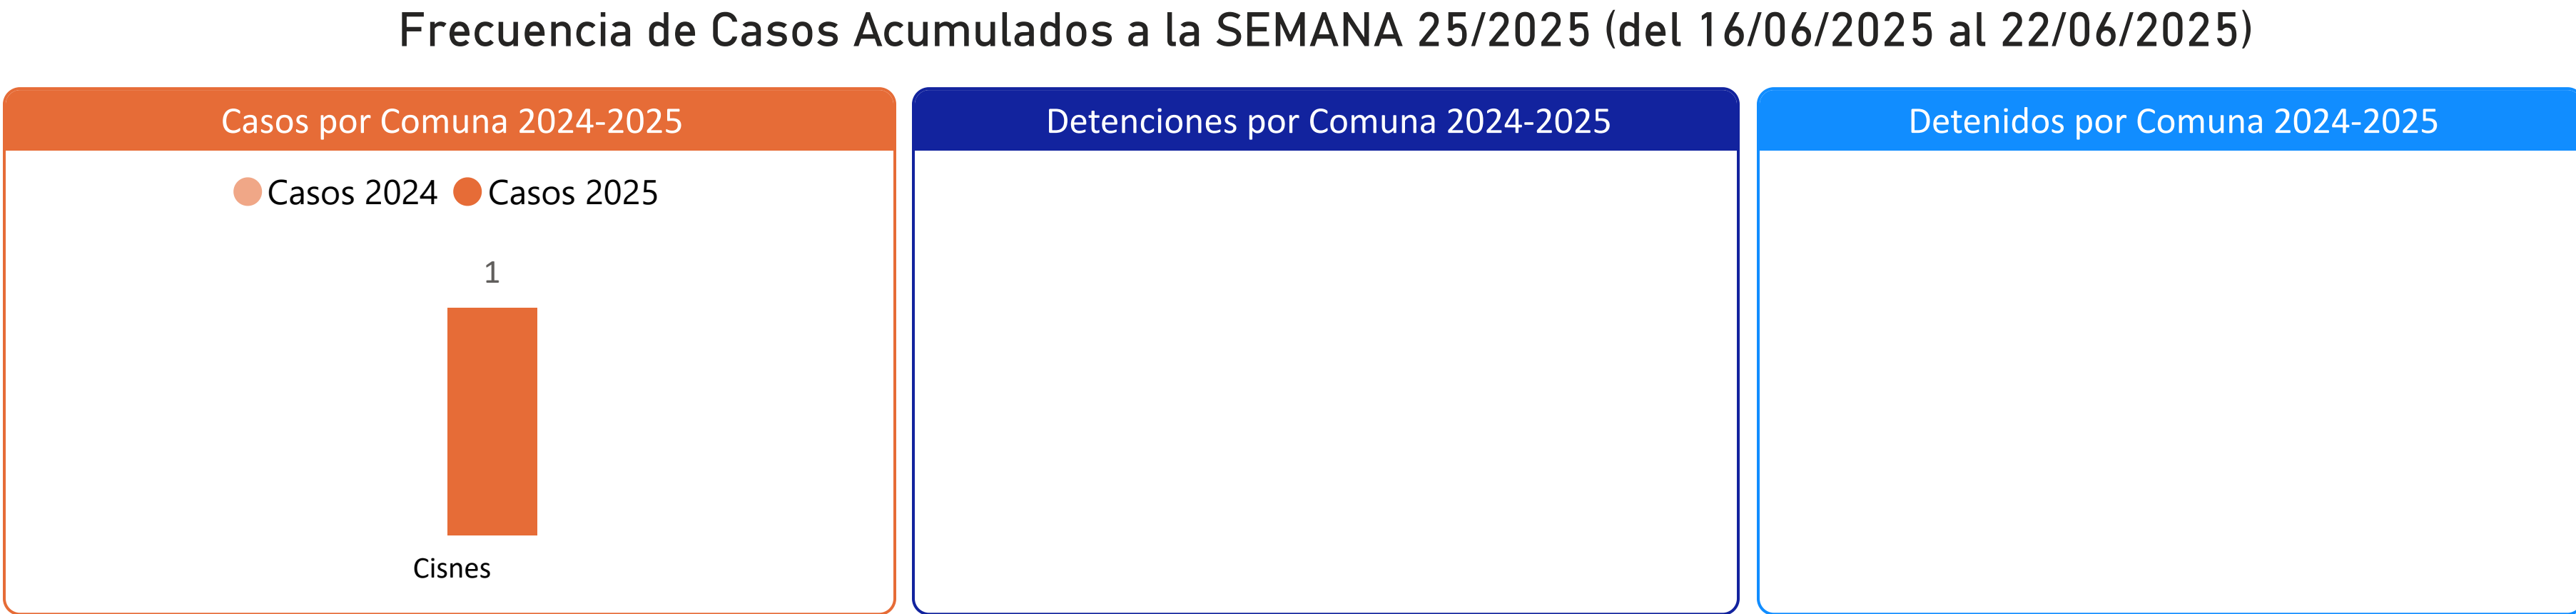 Frecuencia de Casos Acumulados a la SEMANA 25/2025 (del 16/06/2025 al 22/06/2025)
Casos por Comuna 2024-2025
Casos 2024 Casos 2025
1
Cisnes
Detenciones por Comuna 2024-2025
Detenidos por Comuna 2024-2025